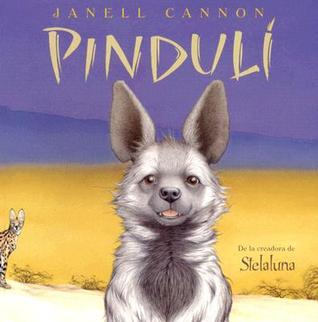 JANELL CANNON
PINDULÍ
De la creadora de
Stelaluna